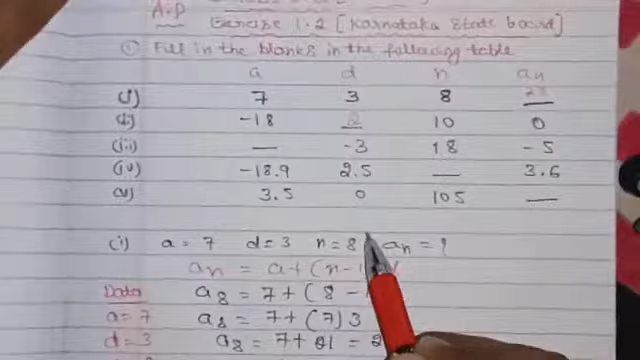 A.P Exercise 1.2 [Karnataka state board]
① Fill in the blanks in the following table
a d n an
(i) 7 3 8 28
(ii) -18 2 10 0
(iii) — -3 18 -5
(iv) -18.9 2.5 — 3.6
(v) 3.5 0 105 —
(i) a = 7 d = 3 n = 8 an = ?
an = a + (n - 1
Data a8 = 7 + ( 8 -
a = 7 a8 = 7 + (7) 3
d = 3 a8 = 7 + 21 =